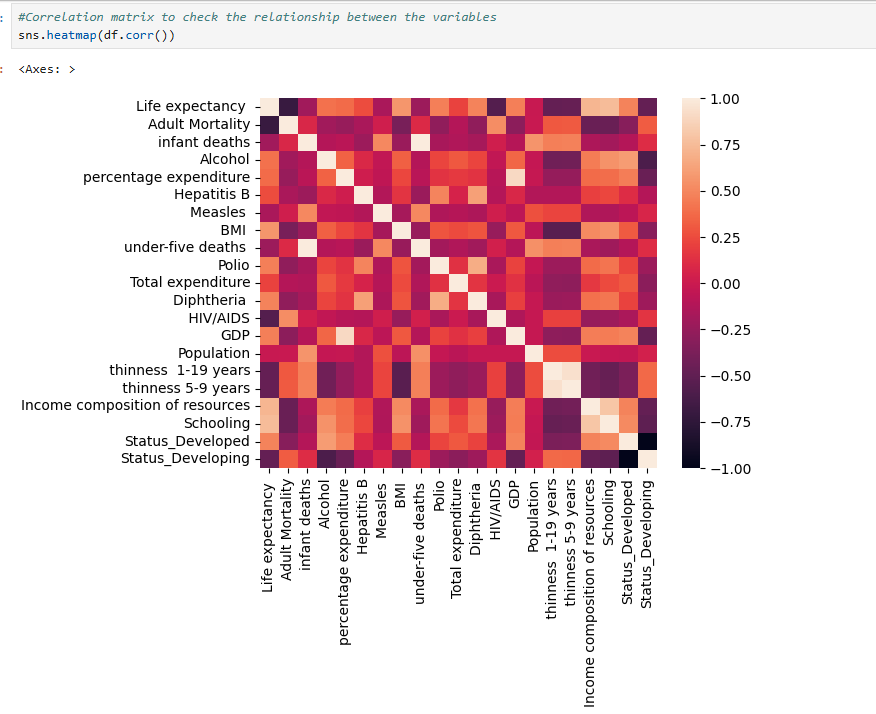 #Correlation matrix to check the relationship between the variables
sns.heatmap(df.corr())
<Axes: >
Life expectancy
Adult Mortality
infant deaths
Alcohol
percentage expenditure
Hepatitis B
Measles
BMI
under-five deaths
Polio
Total expenditure
Diphtheria
HIV/AIDS
GDP
Population
thinness  1-19 years
thinness 5-9 years
Income composition of resources
Schooling
Status_Developed
Status_Developing
1.00
0.75
0.50
0.25
0.00
−0.25
−0.50
−0.75
−1.00
Life expectancy
Adult Mortality
infant deaths
Alcohol
percentage expenditure
Hepatitis B
Measles
BMI
under-five deaths
Polio
Total expenditure
Diphtheria
HIV/AIDS
GDP
Population
thinness  1-19 years
thinness 5-9 years
Income composition of resources
Schooling
Status_Developed
Status_Developing